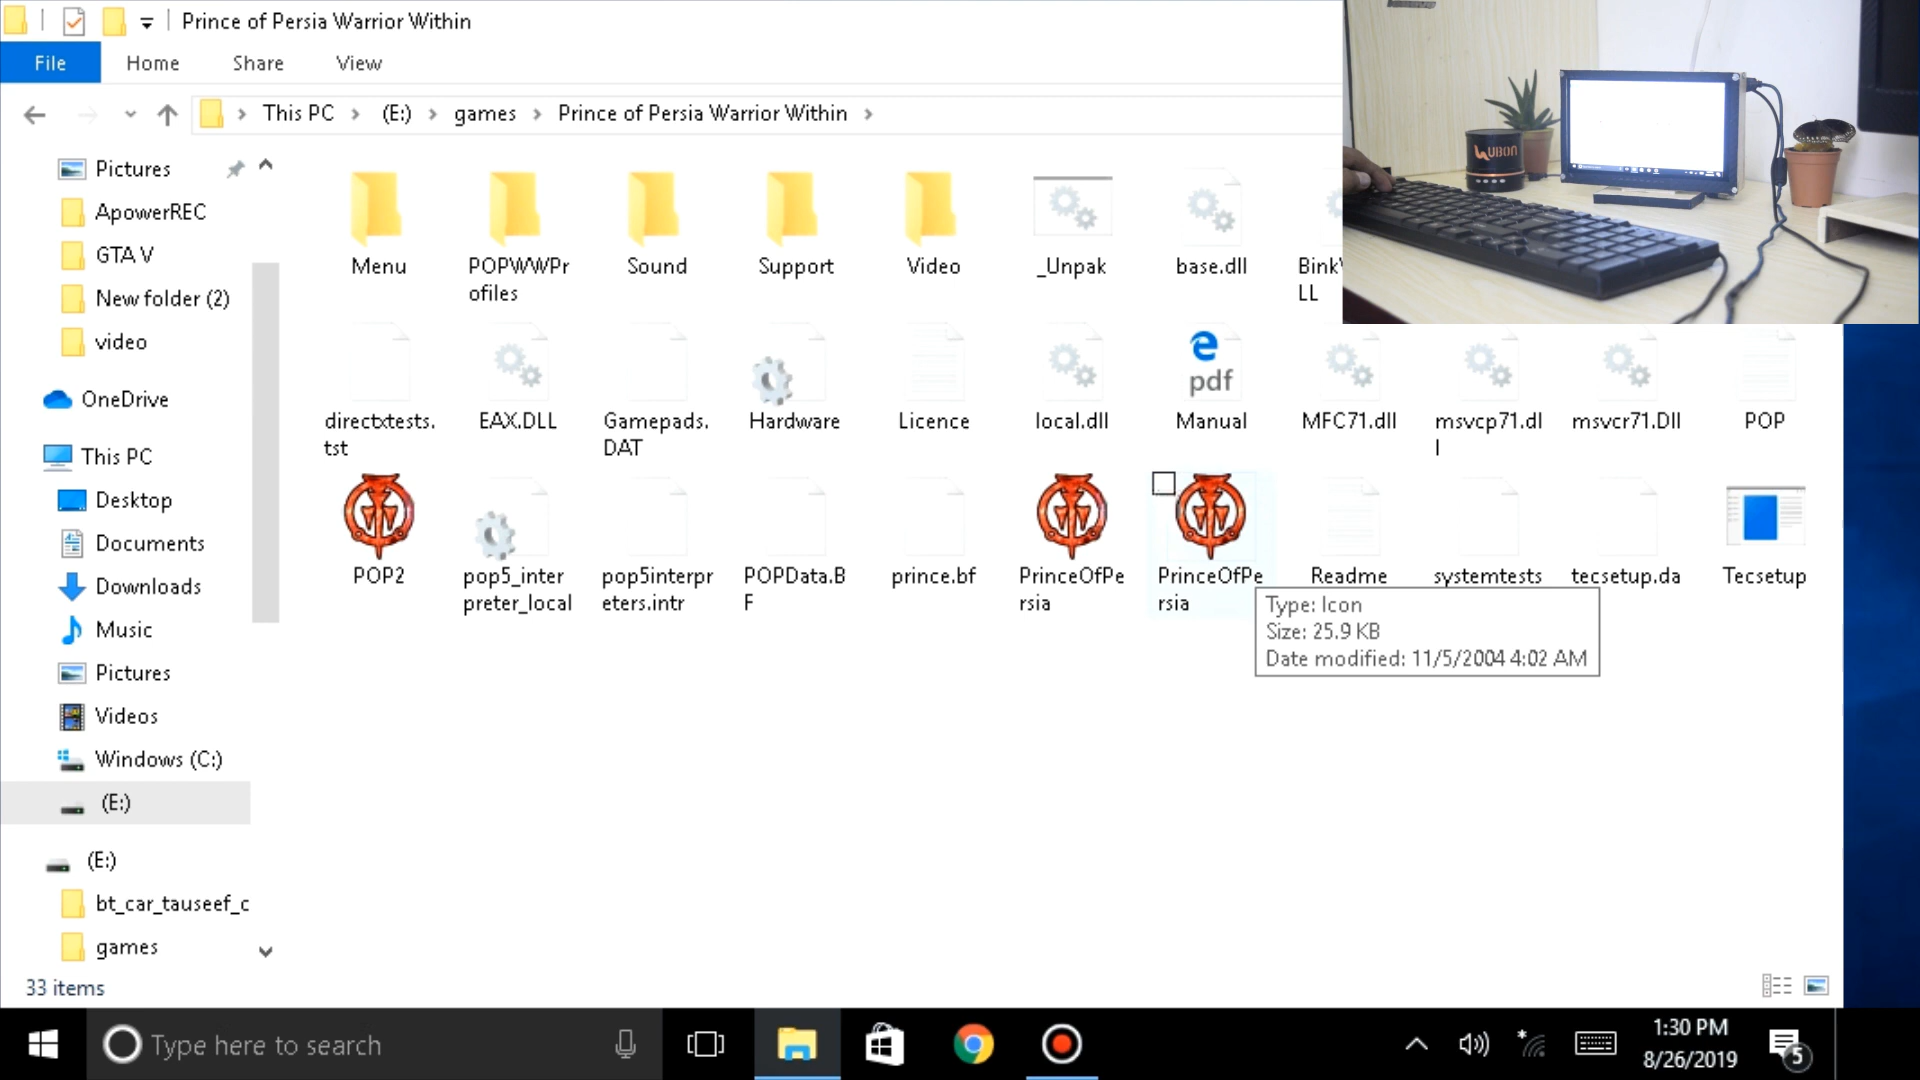 Prince of Persia Warrior Within
File Home Share View
This PC (E:) games Prince of Persia Warrior Within
Pictures
ApowerREC
GTA V
New folder (2)
video
OneDrive
This PC
Desktop
Documents
Downloads
Music
Pictures
Videos
Windows (C:)
(E:)
(E:)
bt_car_tauseef_c
games
33 items
Menu
POPWWPr
ofiles
Sound
Support
Video
_Unpak
base.dll
Bink
LL
directxtests.
tst
EAX.DLL
Gamepads.
DAT
Hardware
Licence
local.dll
pdf
Manual
MFC71.dll
msvcp71.dl
l
msvcr71.Dll
POP
POP2
pop5_inter
preter_local
pop5interpr
eters.intr
POPData.B
F
prince.bf
PrinceOfPe
rsia
PrinceOfPe
rsia
Readme
systemtests
tecsetup.da
Tecsetup
Type: Icon
Size: 25.9 KB
Date modified: 11/5/2004 4:02 AM
UBON
Type here to search
1:30 PM
8/26/2019
5